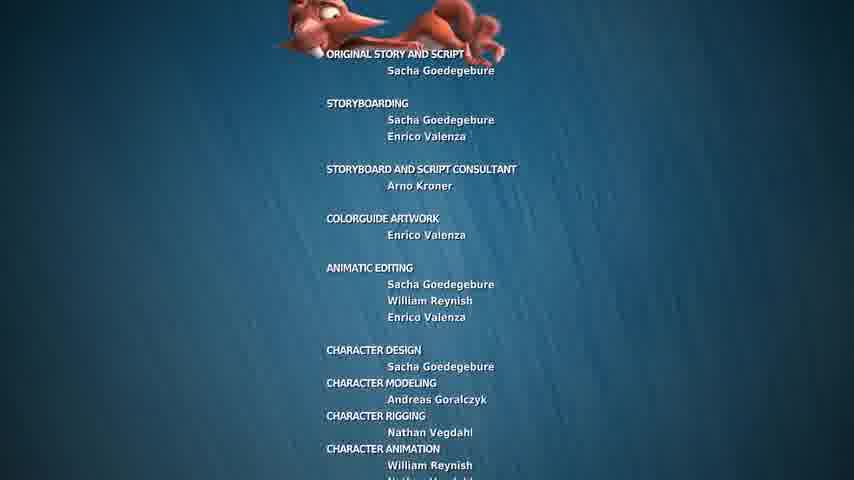 ORIGINAL STORY AND SCRIPT
Sacha Goedegebure
STORYBOARDING
Sacha Goedegebure
Enrico Valenza
STORYBOARD AND SCRIPT CONSULTANT
Arno Kroner
COLORGUIDE ARTWORK
Enrico Valenza
ANIMATIC EDITING
Sacha Goedegebure
William Reynish
Enrico Valenza
CHARACTER DESIGN
Sacha Goedegebure
CHARACTER MODELING
Andreas Goralczyk
CHARACTER RIGGING
Nathan Vegdahl
CHARACTER ANIMATION
William Reynish